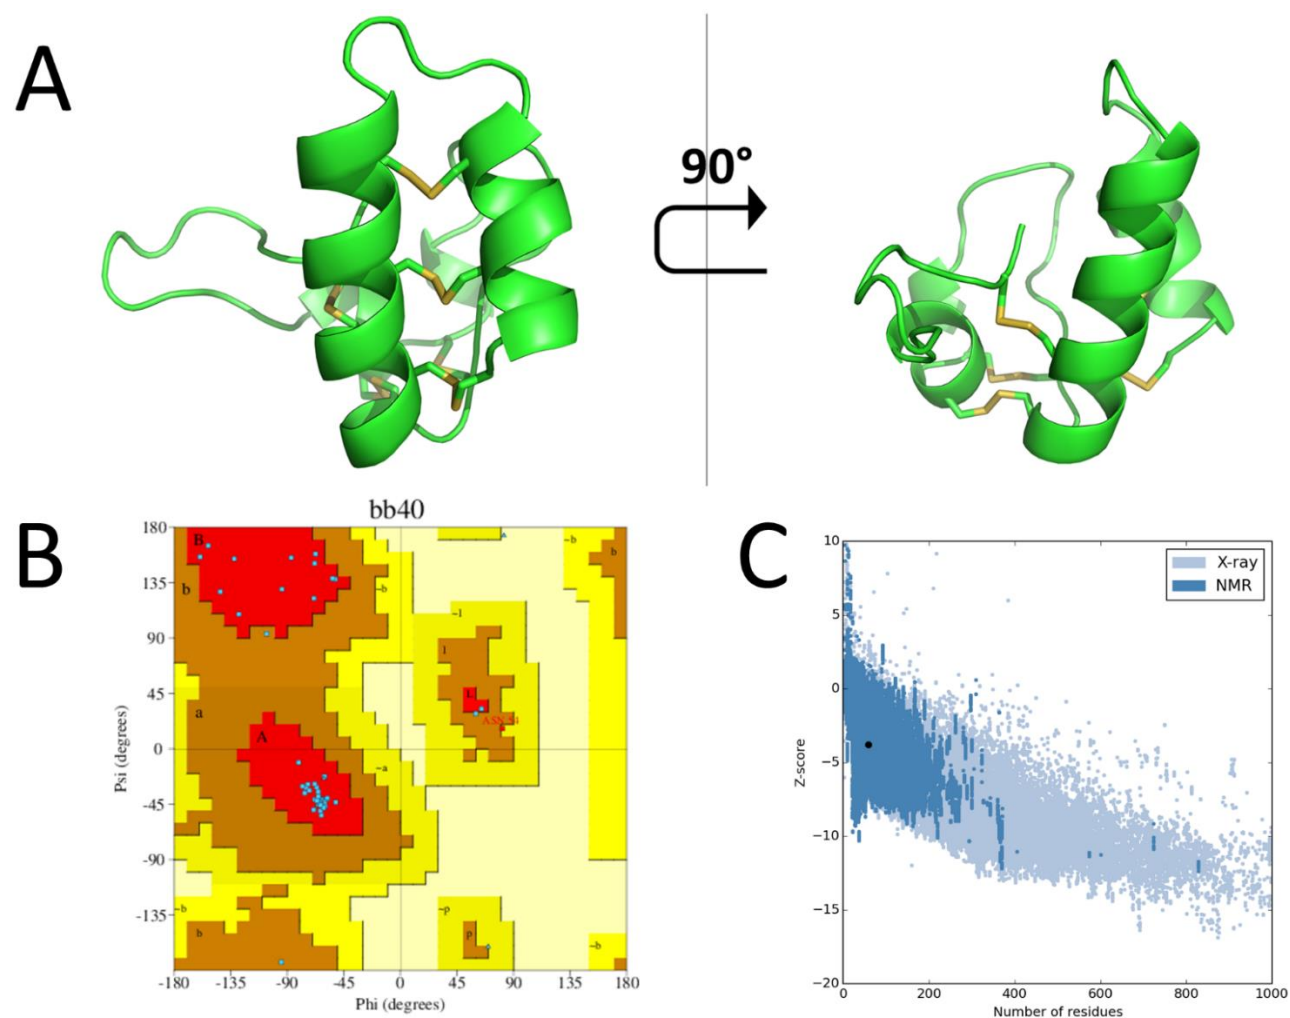 A
90°
B
bb40
B
b
~b
b
~b
~l
l
L
ASN 54
a
A
~a
~b
b
~p
p
~b
180
135
90
45
0
-45
-90
-135
-180
-135
-90
-45
0
45
90
135
180
Psi (degrees)
Phi (degrees)
C
X-ray
NMR
10
5
0
−5
−10
−15
−20
0
200
400
600
800
1000
Z-score
Number of residues